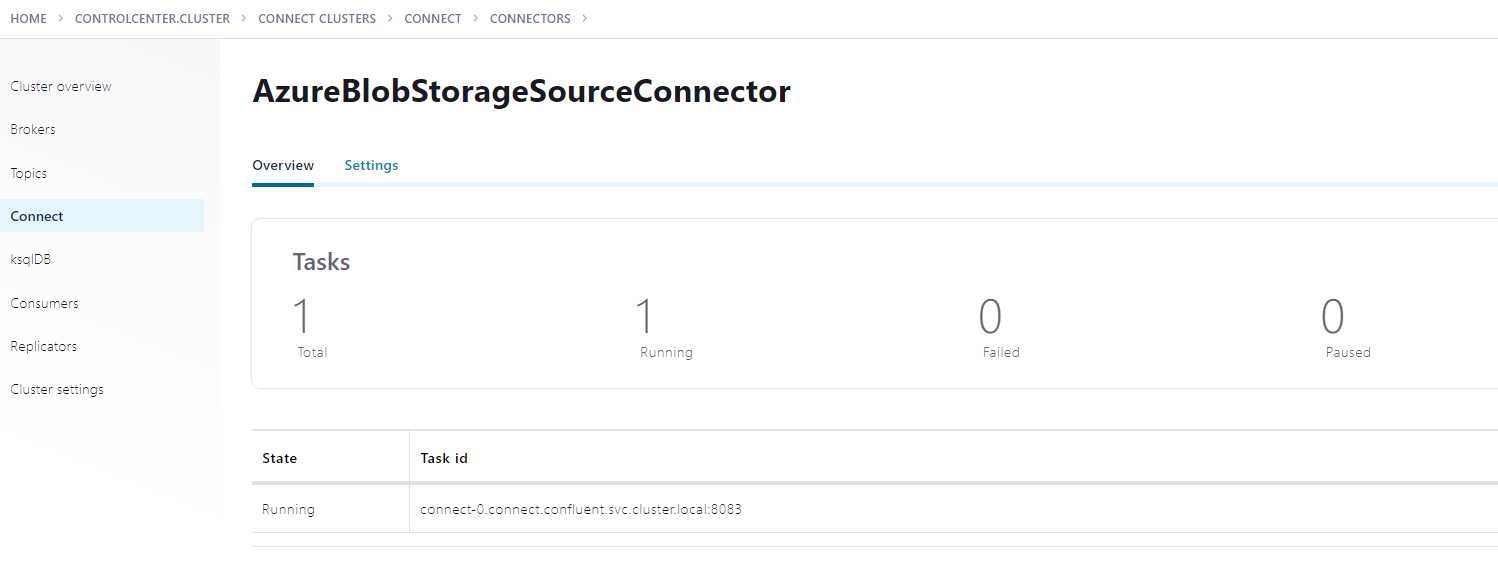 HOME > CONTROLCENTER.CLUSTER > CONNECT CLUSTERS > CONNECT > CONNECTORS >
AzureBlobStorageSourceConnector
Cluster overview
Brokers
Topics
Connect
ksqlDB
Consumers
Replicators
Cluster settings
Overview Settings
Tasks
1 1 0 0
Total Running Failed Paused
State Task id
Running connect-0.connect.confluent.svc.cluster.local:8083